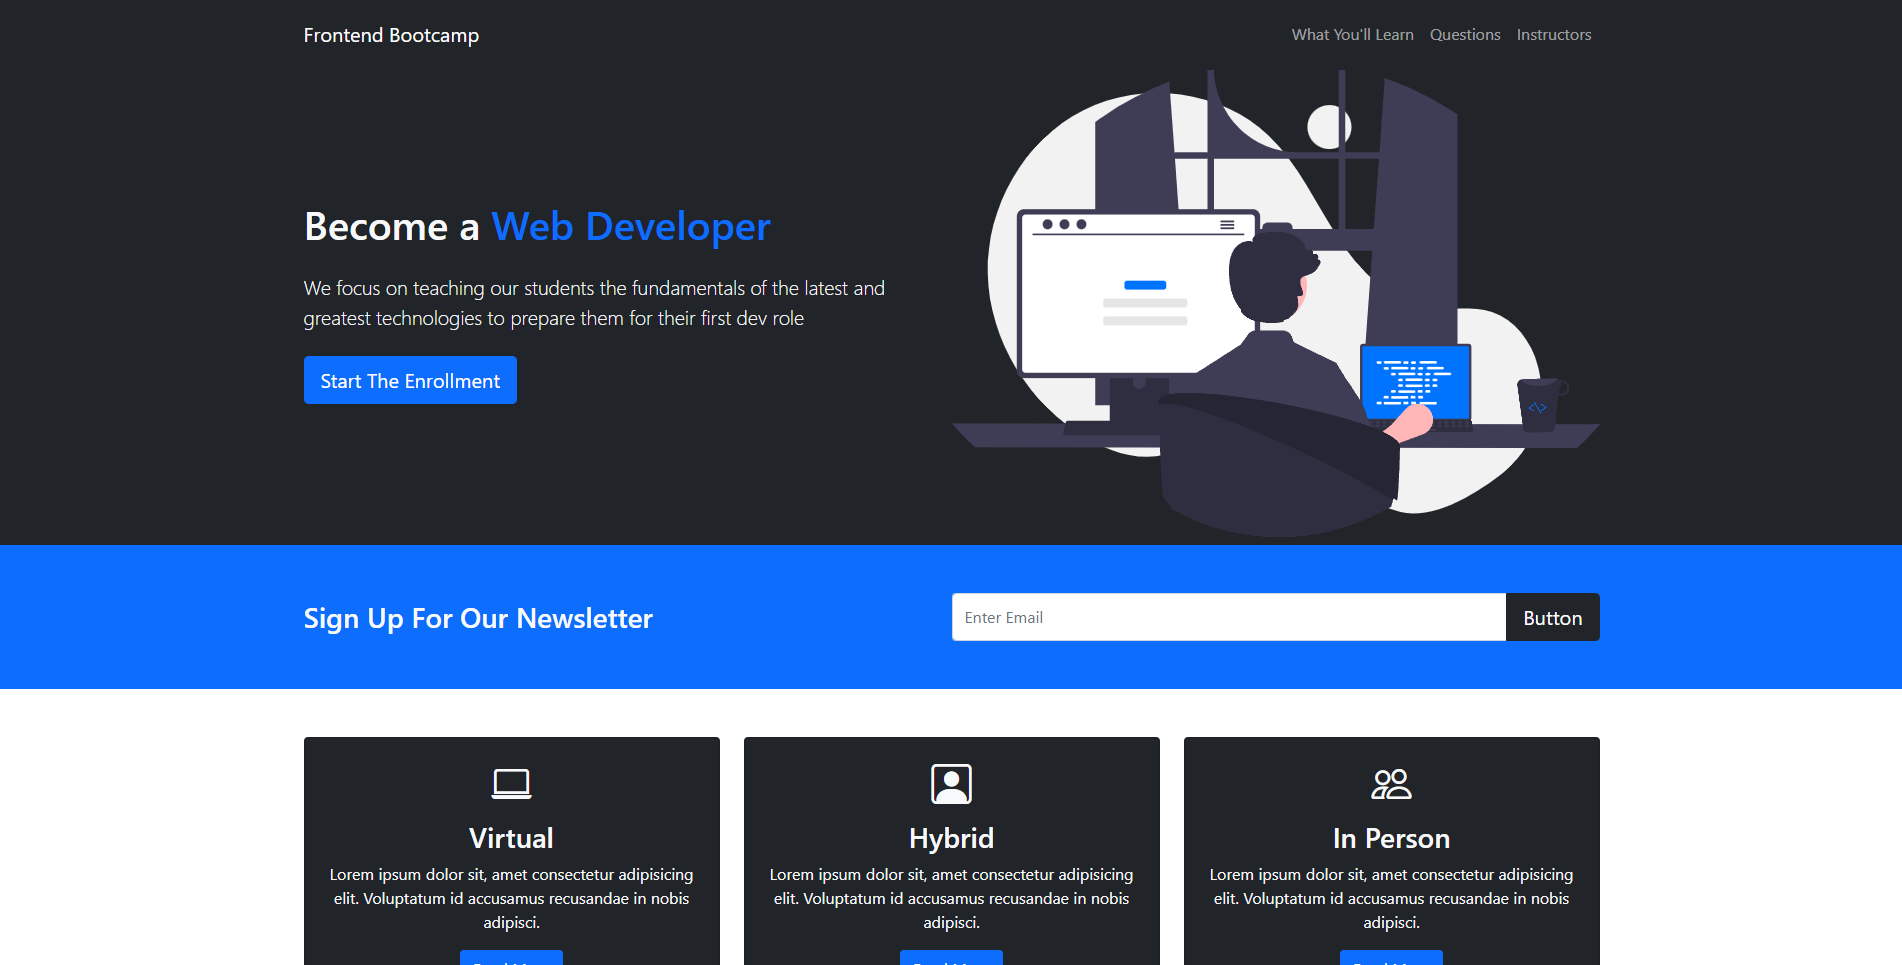 Frontend Bootcamp
What You'll Learn Questions Instructors
Become a Web Developer
We focus on teaching our students the fundamentals of the latest and
greatest technologies to prepare them for their first dev role
Start The Enrollment
Sign Up For Our Newsletter
Enter Email
Button
Virtual
Lorem ipsum dolor sit, amet consectetur adipisicing
elit. Voluptatum id accusamus recusandae in nobis
adipisci.
Hybrid
Lorem ipsum dolor sit, amet consectetur adipisicing
elit. Voluptatum id accusamus recusandae in nobis
adipisci.
In Person
Lorem ipsum dolor sit, amet consectetur adipisicing
elit. Voluptatum id accusamus recusandae in nobis
adipisci.